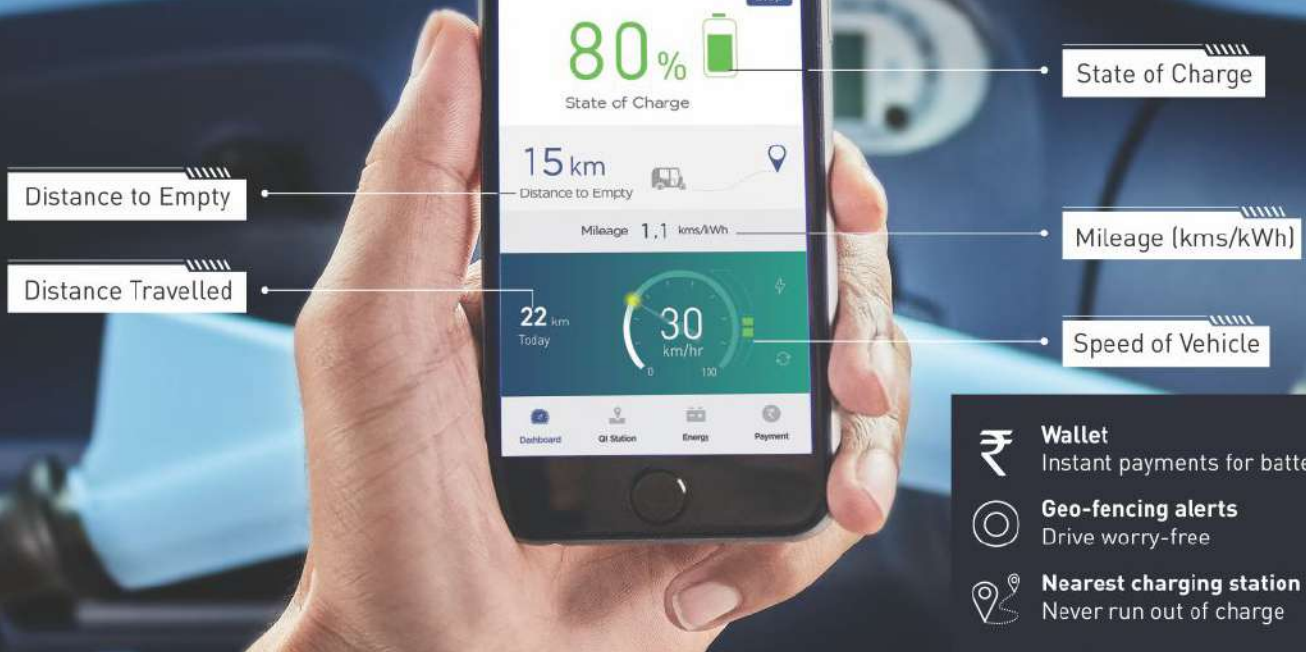 80%
State of Charge
State of Charge
15 km
Distance to Empty
Distance to Empty
Mileage 1.1 kms/kWh
Mileage (kms/kWh)
Distance Travelled
22 km
Today
30
km/hr
0
100
Speed of Vehicle
Dashboard
QI Station
Energy
Payment
₹
Wallet
Instant payments for
Geo-fencing alerts
Drive worry-free
Nearest charging station
Never run out of charge